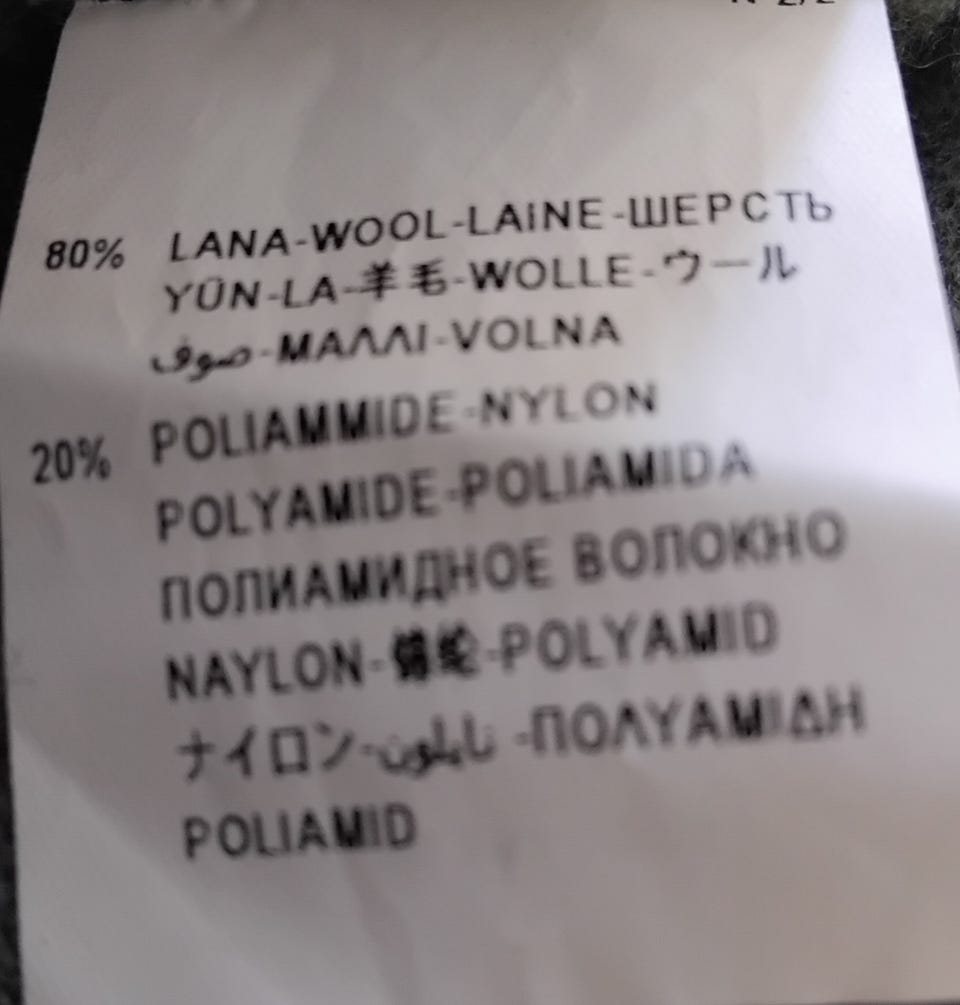 80% LANA-WOOL-LAINE-ШЕРСТЬ
YÜN-LA-羊毛-WOLLE-ウール
صوف-ΜΑΛΛΙ-VOLNA
20% POLIAMMIDE-NYLON
POLYAMIDE-POLIAMIDA
ПОЛИАМИДНОЕ ВОЛОКНО
NAYLON-锦纶-POLYAMID
ナイロン-نايلون-ΠΟΛΥΑΜΙΔΗ
POLIAMID